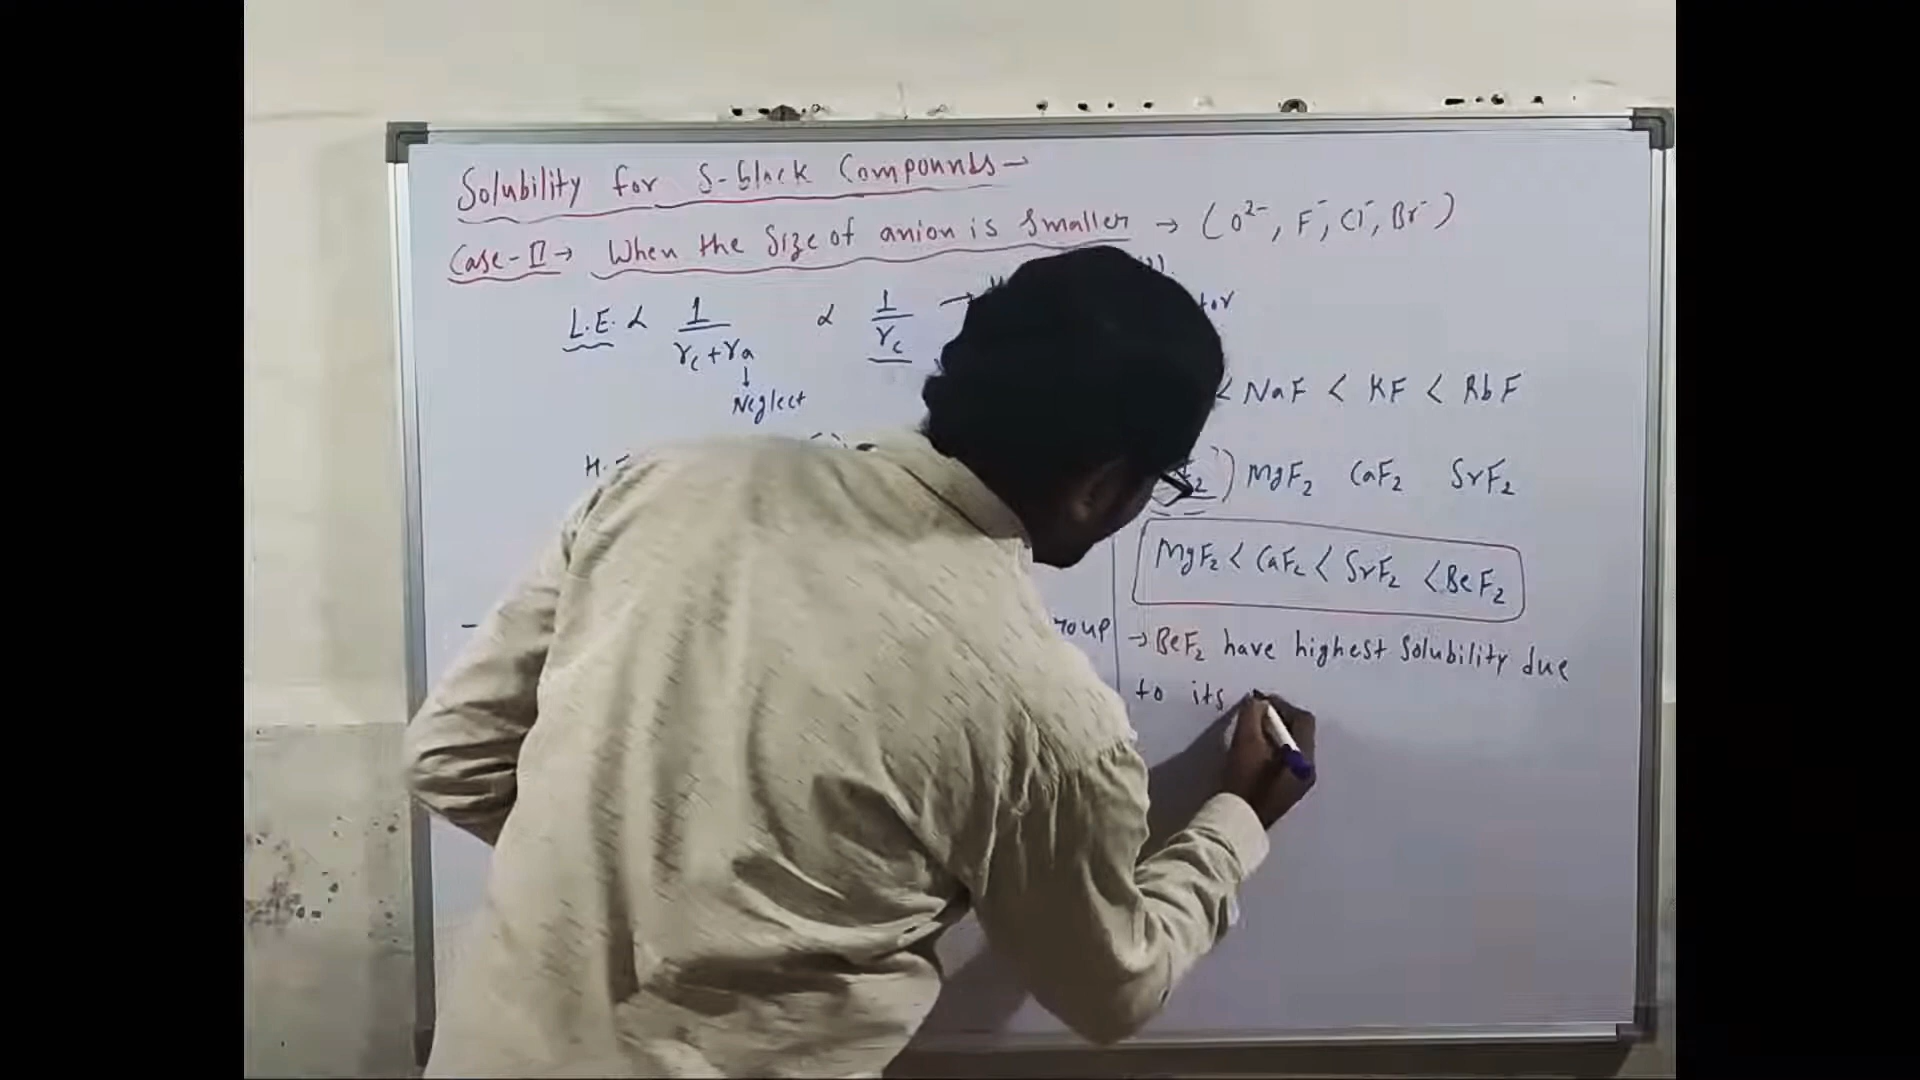 Solubility for S-block Compounds→
Case-II→ When the Size of anion is Smaller → (O²⁻, F⁻, Cl⁻, Br⁻)
L.E. ∝ 1/(rc+ra) ∝ 1/rc →
↓
Neglect
< NaF < KF < RbF
H.
) MgF₂ CaF₂ SrF₂
MgF₂ < CaF₂ < SrF₂ < BeF₂
→ BeF₂ have highest Solubility due
to its